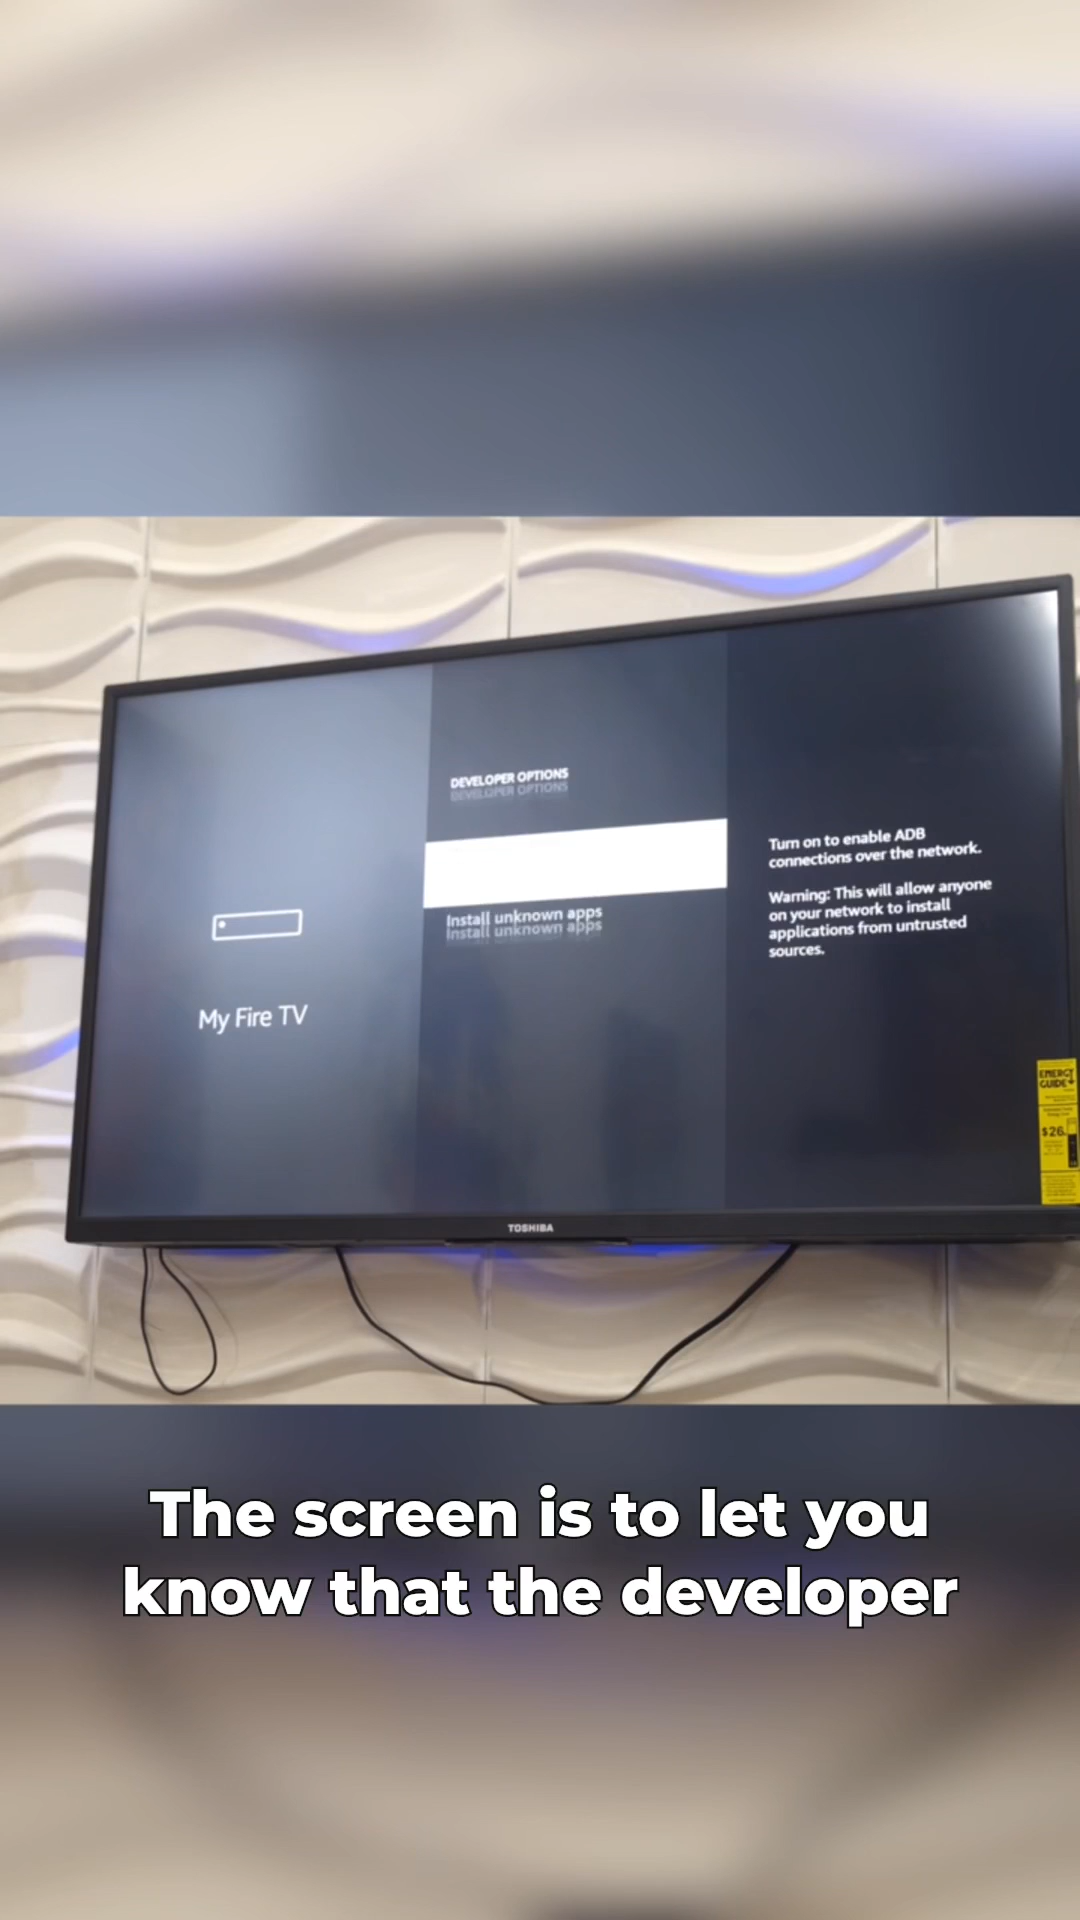 DEVELOPER OPTIONS
Install unknown apps
Turn on to enable ADB
connections over the network.
Warning: This will allow anyone
on your network to install
applications from untrusted
sources.
My Fire TV
ENERGY
GUIDE
$26
TOSHIBA
The screen is to let you
know that the developer